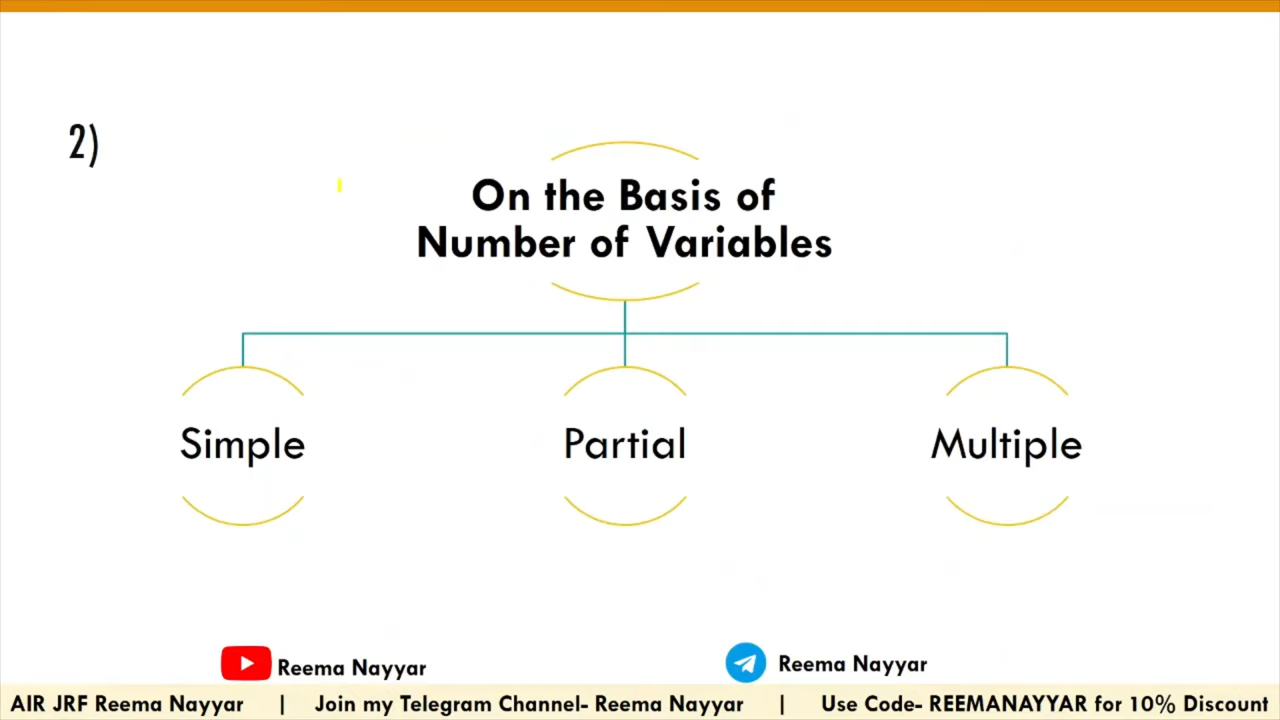 2)
On the Basis of
Number of Variables
Simple
Partial
Multiple
Reema Nayyar
Reema Nayyar
AIR JRF Reema Nayyar | Join my Telegram Channel- Reema Nayyar | Use Code- REEMANAYYAR for 10% Discount